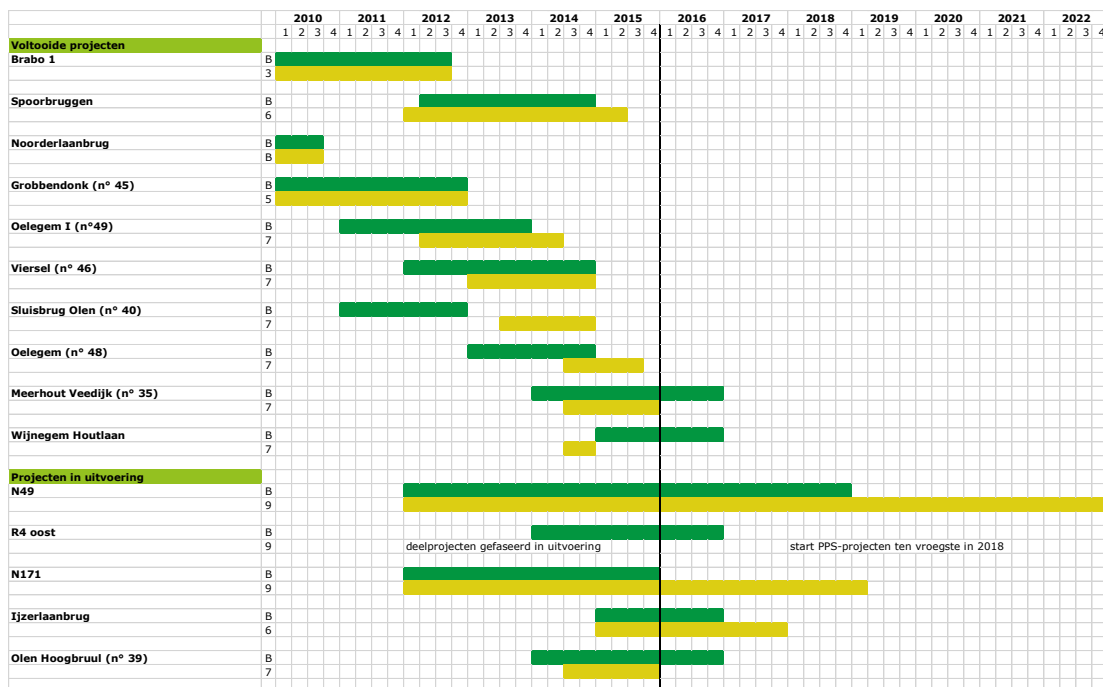 2010 2011 2012 2013 2014 2015 2016 2017 2018 2019 2020 2021 2022
1 2 3 4 1 2 3 4 1 2 3 4 1 2 3 4 1 2 3 4 1 2 3 4 1 2 3 4 1 2 3 4 1 2 3 4 1 2 3 4 1 2 3 4 1 2 3 4 1 2 3 4
Voltooide projecten
Brabo 1 B
3
Spoorbruggen B
6
Noorderlaanbrug B
B
Grobbendonk (n° 45) B
5
Oelegem I (n°49) B
7
Viersel (n° 46) B
7
Sluisbrug Olen (n° 40) B
7
Oelegem (n° 48) B
7
Meerhout Veedijk (n° 35) B
7
Wijnegem Houtlaan B
7
Projecten in uitvoering
N49 B
9
R4 oost B
9 deelprojecten gefaseerd in uitvoering start PPS-projecten ten vroegste in 2018
N171 B
9
Ijzerlaanbrug B
6
Olen Hoogbruul (n° 39) B
7